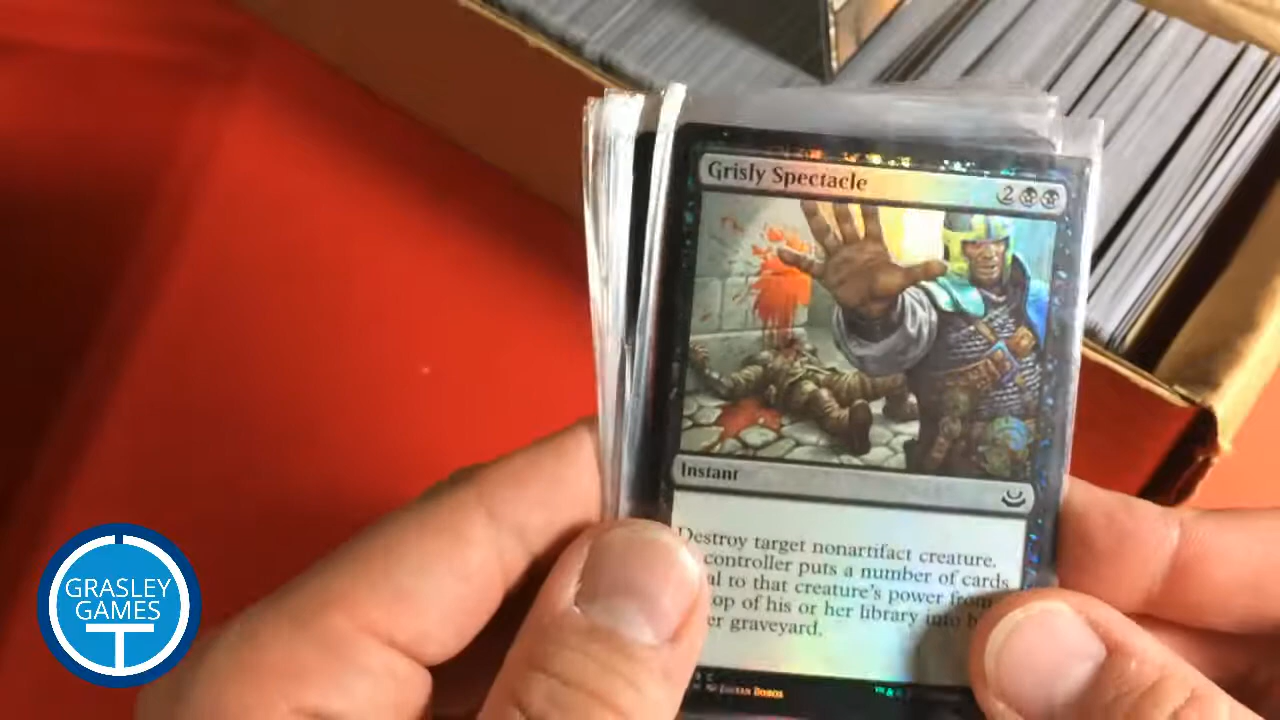 Grisly Spectacle
2
Instant
Destroy target nonartifact creature.
controller puts a number of cards
al to that creature's power from
op of his or her library into
er graveyard.
GRASLEY
GAMES